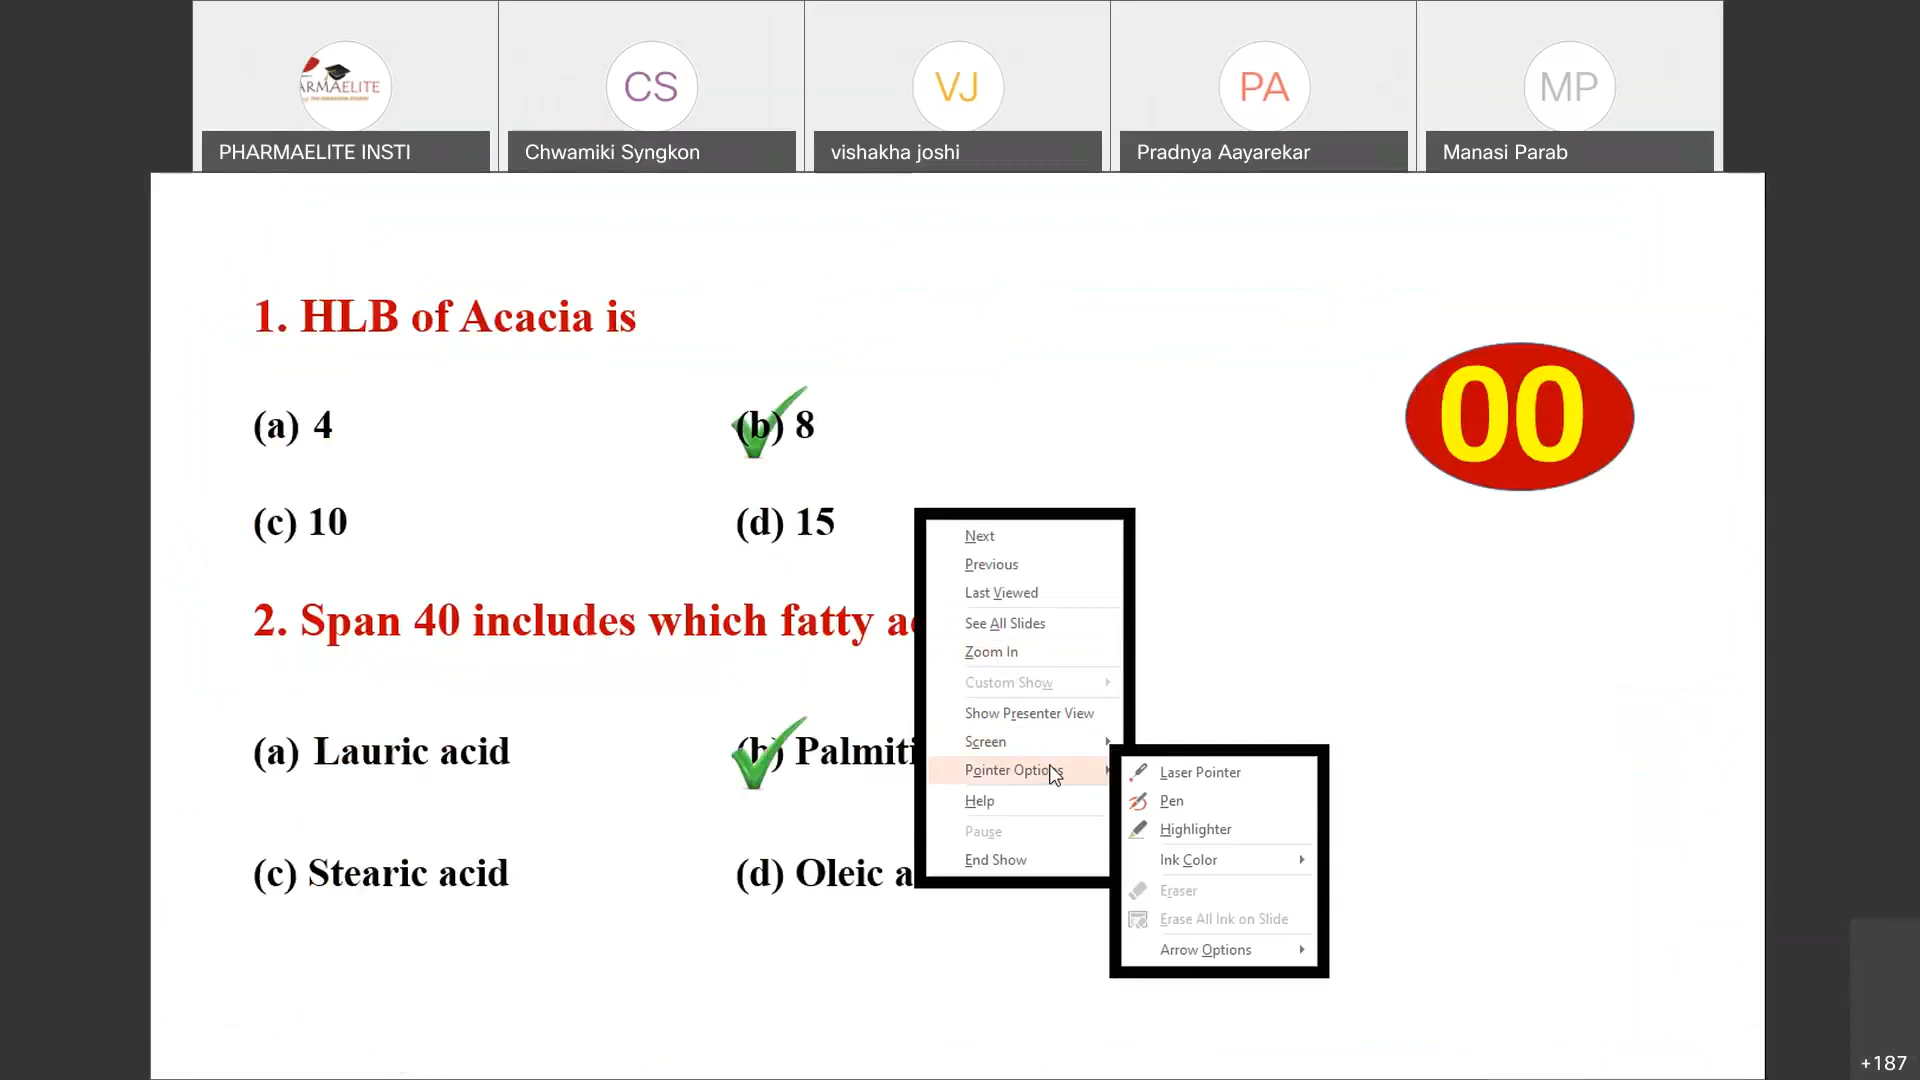 ARMAELITE
CS
VJ
PA
MP
PHARMAELITE INSTI
Chwamiki Syngkon
vishakha joshi
Pradnya Aayarekar
Manasi Parab
1. HLB of Acacia is
(a) 4
(b) 8
00
(c) 10
(d) 15
2. Span 40 includes which fatty a
(a) Lauric acid
(b) Palmiti
(c) Stearic acid
(d) Oleic a
Next
Previous
Last Viewed
See All Slides
Zoom In
Custom Show
Show Presenter View
Screen
Pointer Options
Help
Pause
End Show
Laser Pointer
Pen
Highlighter
Ink Color
Eraser
Erase All Ink on Slide
Arrow Options
+187